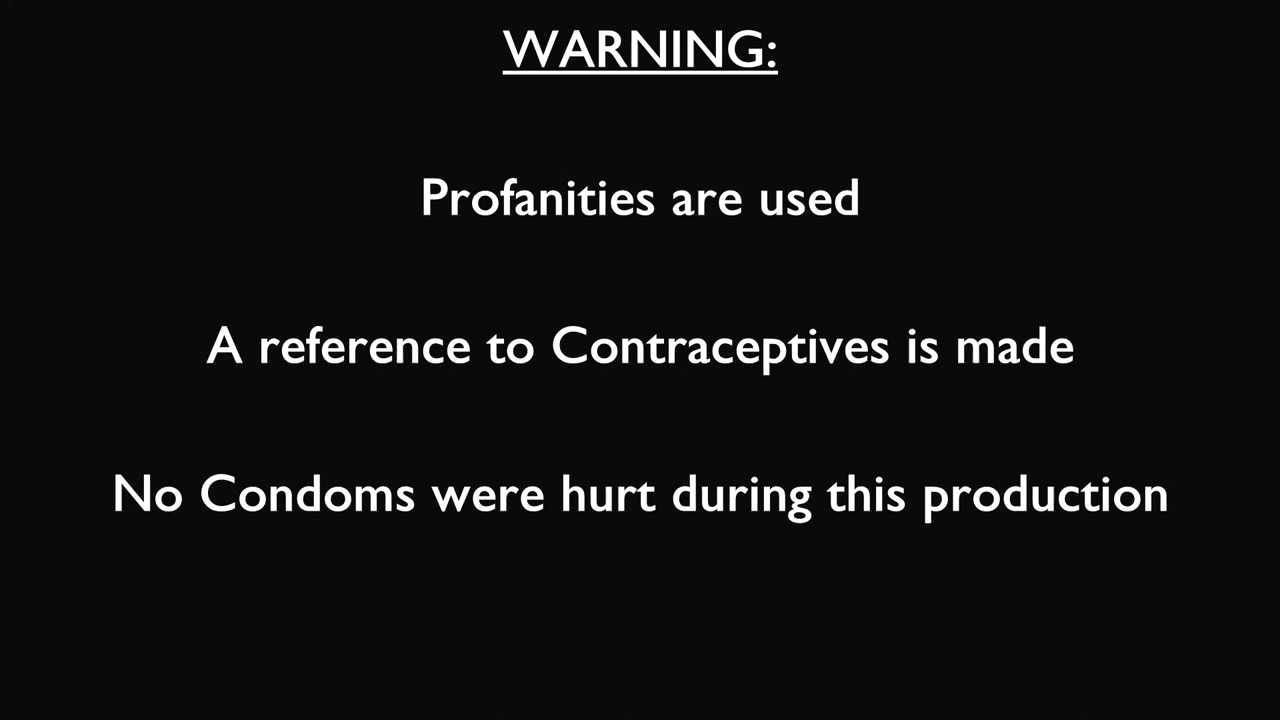 WARNING:
Profanities are used
A reference to Contraceptives is made
No Condoms were hurt during this production